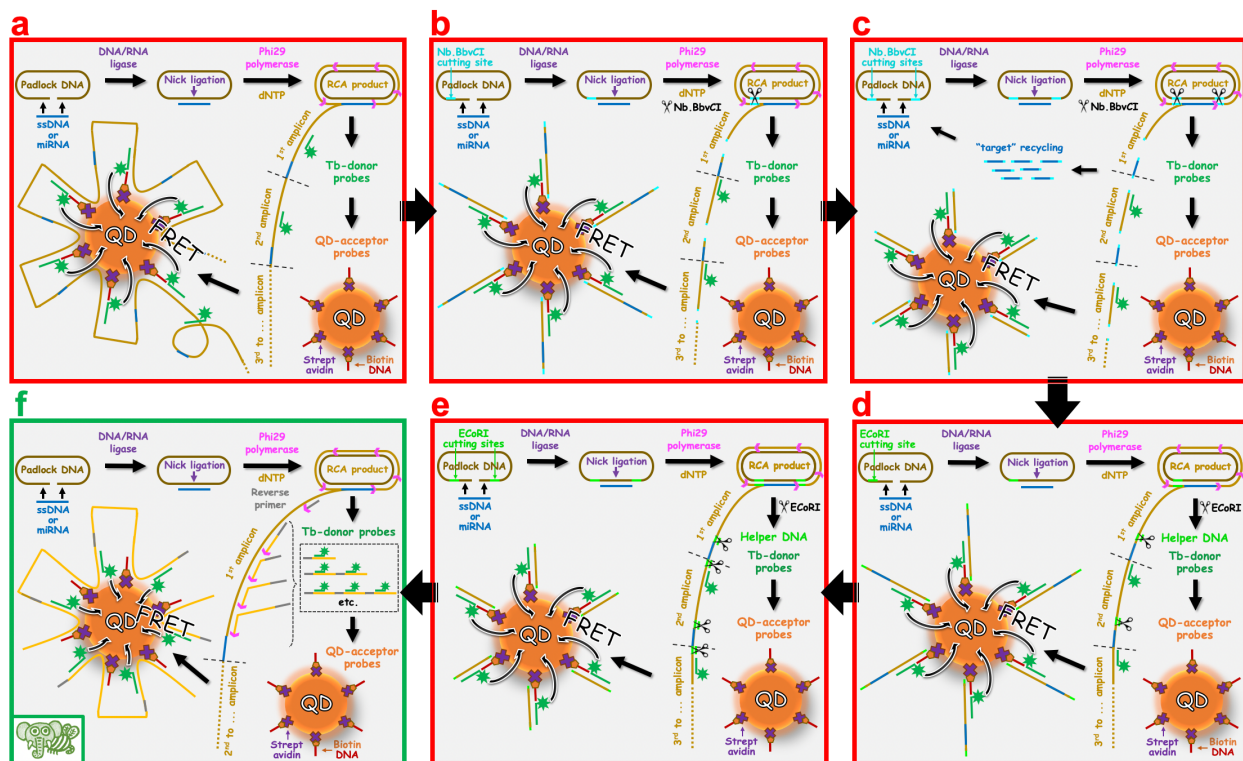 a
DNA/RNA
ligase
Phi29
polymerase
Padlock DNA
Nick ligation
dNTP
RCA product
ssDNA
or
miRNA
1st amplicon
Tb-donor
probes
2nd amplicon
QD
FRET
QD-acceptor
probes
3rd to ... amplicon
QD
Strept
avidin
Biotin
DNA
b
Nb.BbvCI
cutting site
DNA/RNA
ligase
Phi29
polymerase
Padlock DNA
Nick ligation
dNTP
Nb.BbvCI
RCA product
ssDNA
or
miRNA
1st amplicon
Tb-donor
probes
2nd amplicon
QD
FRET
QD-acceptor
probes
3rd to ... amplicon
QD
Strept
avidin
Biotin
DNA
c
Nb.BbvCI
cutting sites
DNA/RNA
ligase
Phi29
polymerase
Padlock DNA
Nick ligation
dNTP
Nb.BbvCI
RCA product
ssDNA
or
miRNA
"target" recycling
1st amplicon
Tb-donor
probes
2nd amplicon
QD
FRET
QD-acceptor
probes
3rd to ... amplicon
QD
Strept
avidin
Biotin
DNA
d
ECoRI
cutting site
DNA/RNA
ligase
Phi29
polymerase
Padlock DNA
Nick ligation
dNTP
RCA product
ssDNA
or
miRNA
ECoRI
1st amplicon
Helper DNA
Tb-donor
probes
2nd amplicon
QD
FRET
QD-acceptor
probes
3rd to ... amplicon
QD
Strept
avidin
Biotin
DNA
e
ECoRI
cutting sites
DNA/RNA
ligase
Phi29
polymerase
Padlock DNA
Nick ligation
dNTP
RCA product
ssDNA
or
miRNA
ECoRI
1st amplicon
Helper DNA
Tb-donor
probes
2nd amplicon
QD
FRET
QD-acceptor
probes
3rd to ... amplicon
QD
Strept
avidin
Biotin
DNA
f
DNA/RNA
ligase
Phi29
polymerase
Padlock DNA
Nick ligation
dNTP
Reverse
primer
RCA product
ssDNA
or
miRNA
1st amplicon
Tb-donor probes
etc.
QD
FRET
QD-acceptor
probes
2nd to ... amplicon
QD
Strept
avidin
Biotin
DNA